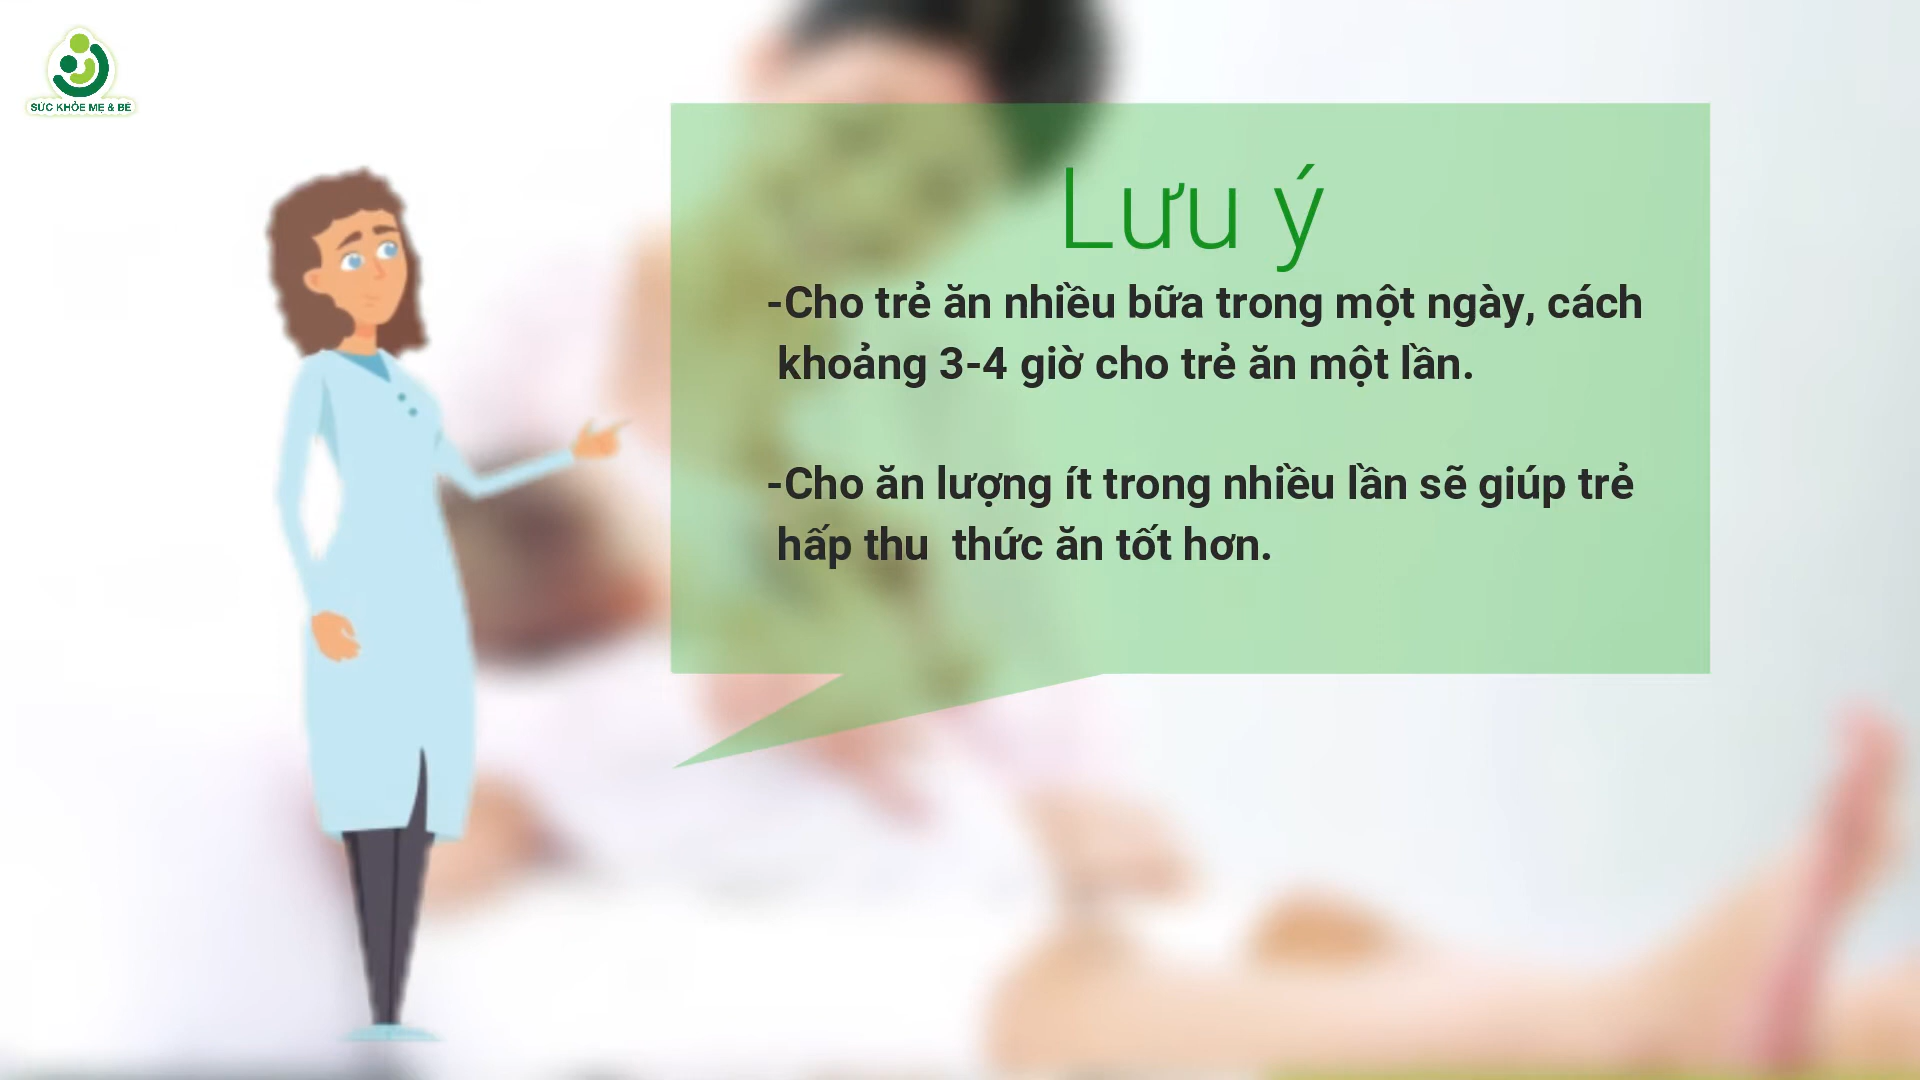 SỨC KHỎE MẸ & BÉ
Lưu ý
-Cho trẻ ăn nhiều bữa trong một ngày, cách
khoảng 3-4 giờ cho trẻ ăn một lần.
-Cho ăn lượng ít trong nhiều lần sẽ giúp trẻ
hấp thu  thức ăn tốt hơn.